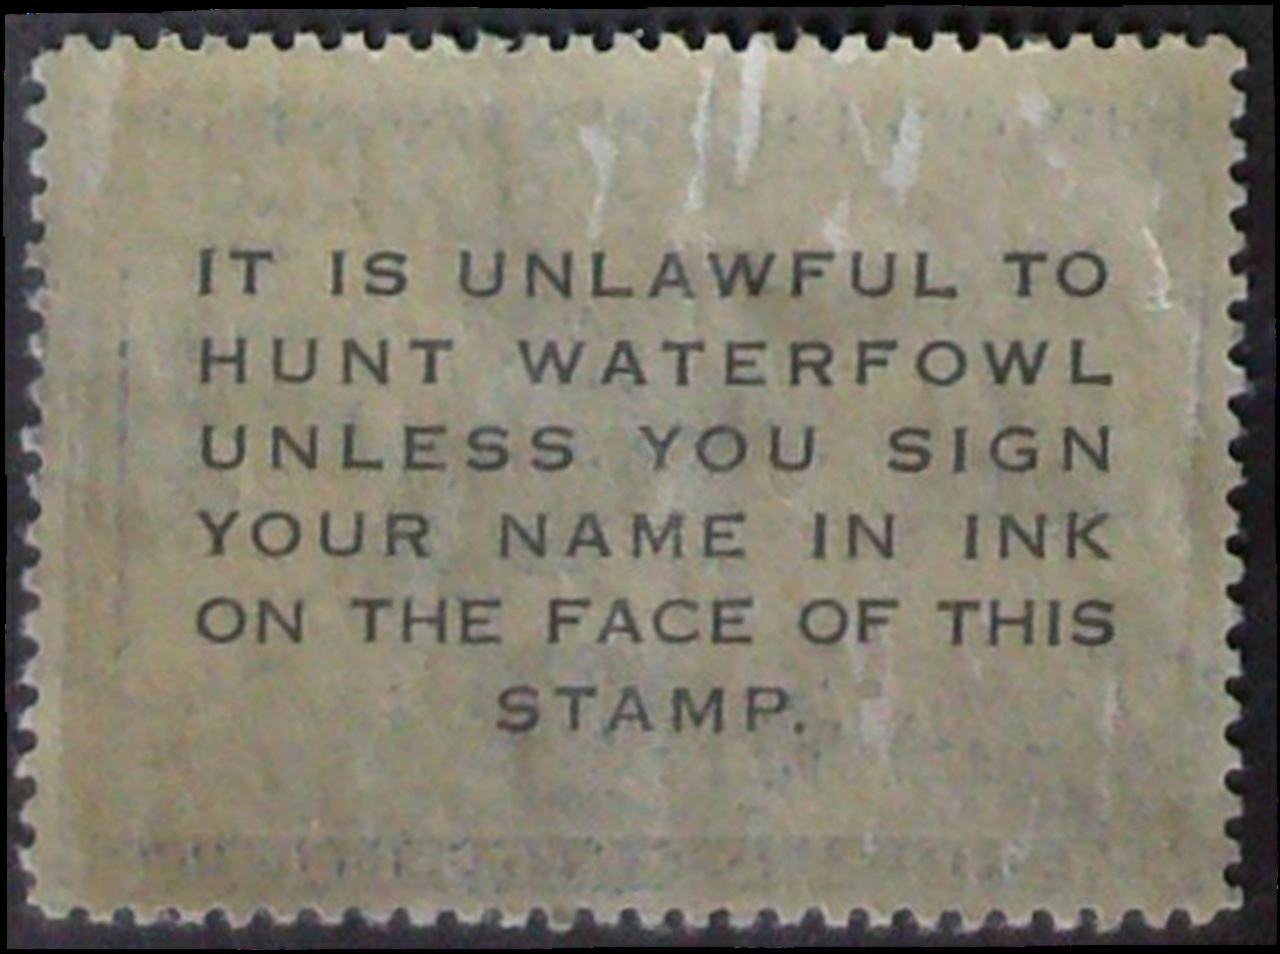 IT IS UNLAWFUL TO
HUNT WATERFOWL
UNLESS YOU SIGN
YOUR NAME IN INK
ON THE FACE OF THIS
STAMP.